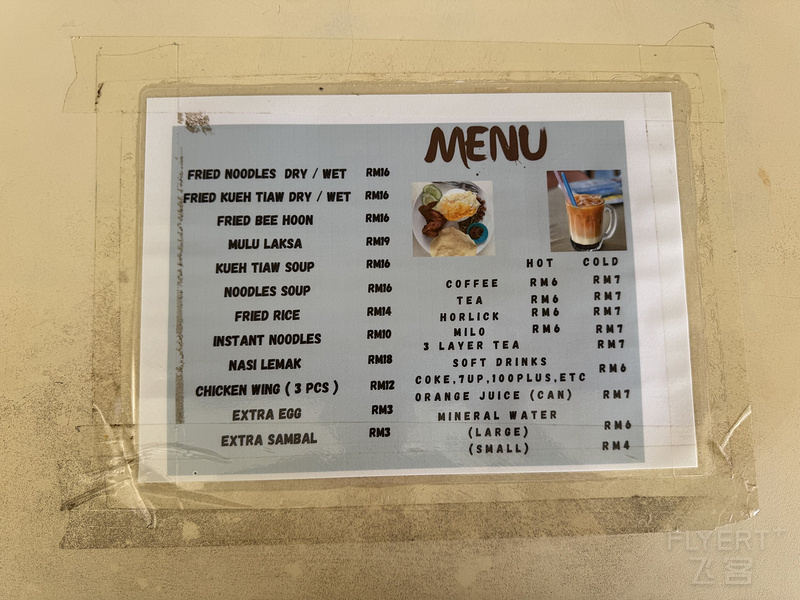 MENU
FRIED NOODLES DRY / WET RM16
FRIED KUEH TIAW DRY / WET RM16
FRIED BEE HOON RM16
MULU LAKSA RM19
KUEH TIAW SOUP RM16
NOODLES SOUP RM16
FRIED RICE RM14
INSTANT NOODLES RM10
NASI LEMAK RM18
CHICKEN WING ( 3 PCS ) RM12
EXTRA EGG RM3
EXTRA SAMBAL RM3
HOT COLD
COFFEE RM6 RM7
TEA RM6 RM7
HORLICK RM6 RM7
MILO RM6 RM7
3 LAYER TEA RM7
SOFT DRINKS RM6
COKE,7UP,100PLUS,ETC
ORANGE JUICE (CAN) RM7
MINERAL WATER
(LARGE) RM6
(SMALL) RM4
FLYERT
飞客